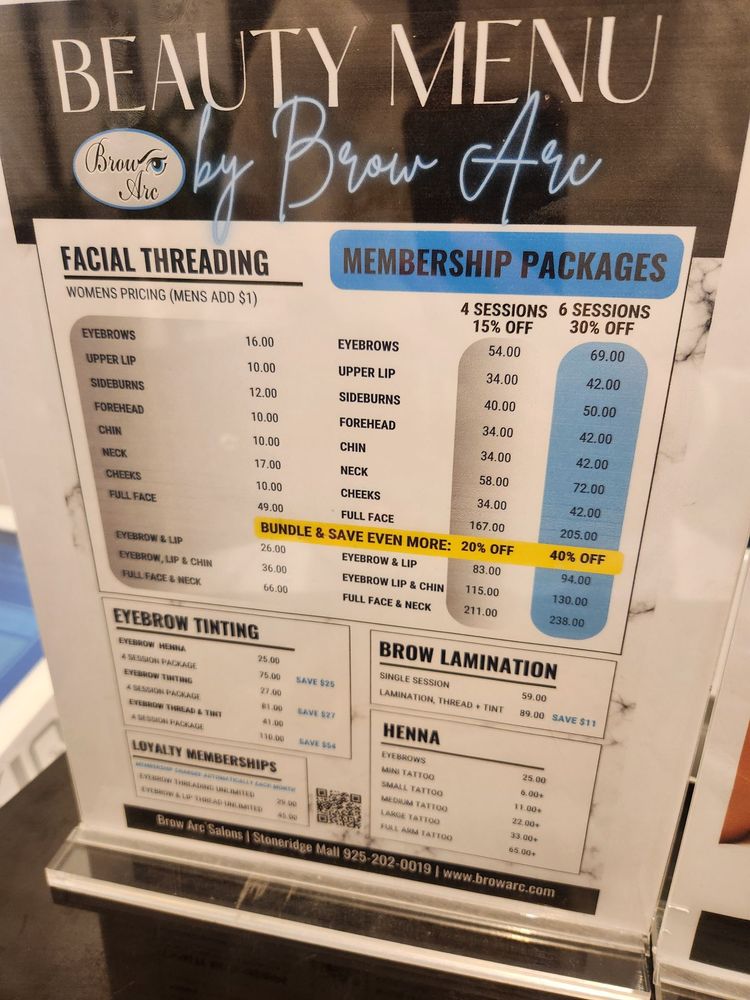 BEAUTY MENU
Brow Arc
by Brow Arc
FACIAL THREADING
WOMENS PRICING (MENS ADD $1)
EYEBROWS 16.00
UPPER LIP 10.00
SIDEBURNS 12.00
FOREHEAD 10.00
CHIN 10.00
NECK 17.00
CHEEKS 10.00
FULL FACE 49.00
EYEBROW & LIP 26.00
EYEBROW, LIP & CHIN 36.00
FULL FACE & NECK 66.00
MEMBERSHIP PACKAGES
4 SESSIONS 6 SESSIONS
15% OFF 30% OFF
EYEBROWS 54.00 69.00
UPPER LIP 34.00 42.00
SIDEBURNS 40.00 50.00
FOREHEAD 34.00 42.00
CHIN 34.00 42.00
NECK 58.00 72.00
CHEEKS 34.00 42.00
FULL FACE 167.00 205.00
BUNDLE & SAVE EVEN MORE: 20% OFF 40% OFF
EYEBROW & LIP 83.00 94.00
EYEBROW LIP & CHIN 115.00 130.00
FULL FACE & NECK 211.00 238.00
EYEBROW TINTING
EYEBROW HENNA 25.00
4 SESSION PACKAGE 75.00 SAVE $25
EYEBROW TINTING 27.00
4 SESSION PACKAGE 81.00 SAVE $27
EYEBROW THREAD & TINT 41.00
4 SESSION PACKAGE 110.00 SAVE $54
LOYALTY MEMBERSHIPS
MEMBERSHIP CHARGED AUTOMATICALLY EACH MONTH
EYEBROW THREADING UNLIMITED 25.00
EYEBROW & LIP THREAD UNLIMITED 45.00
BROW LAMINATION
SINGLE SESSION 59.00
LAMINATION, THREAD + TINT 89.00 SAVE $11
HENNA
EYEBROWS 25.00
MINI TATTOO 6.00+
SMALL TATTOO 11.00+
MEDIUM TATTOO 22.00+
LARGE TATTOO 33.00+
FULL ARM TATTOO 65.00+
Brow Arc Salons | Stoneridge Mall 925-202-0019 | www.browarc.com